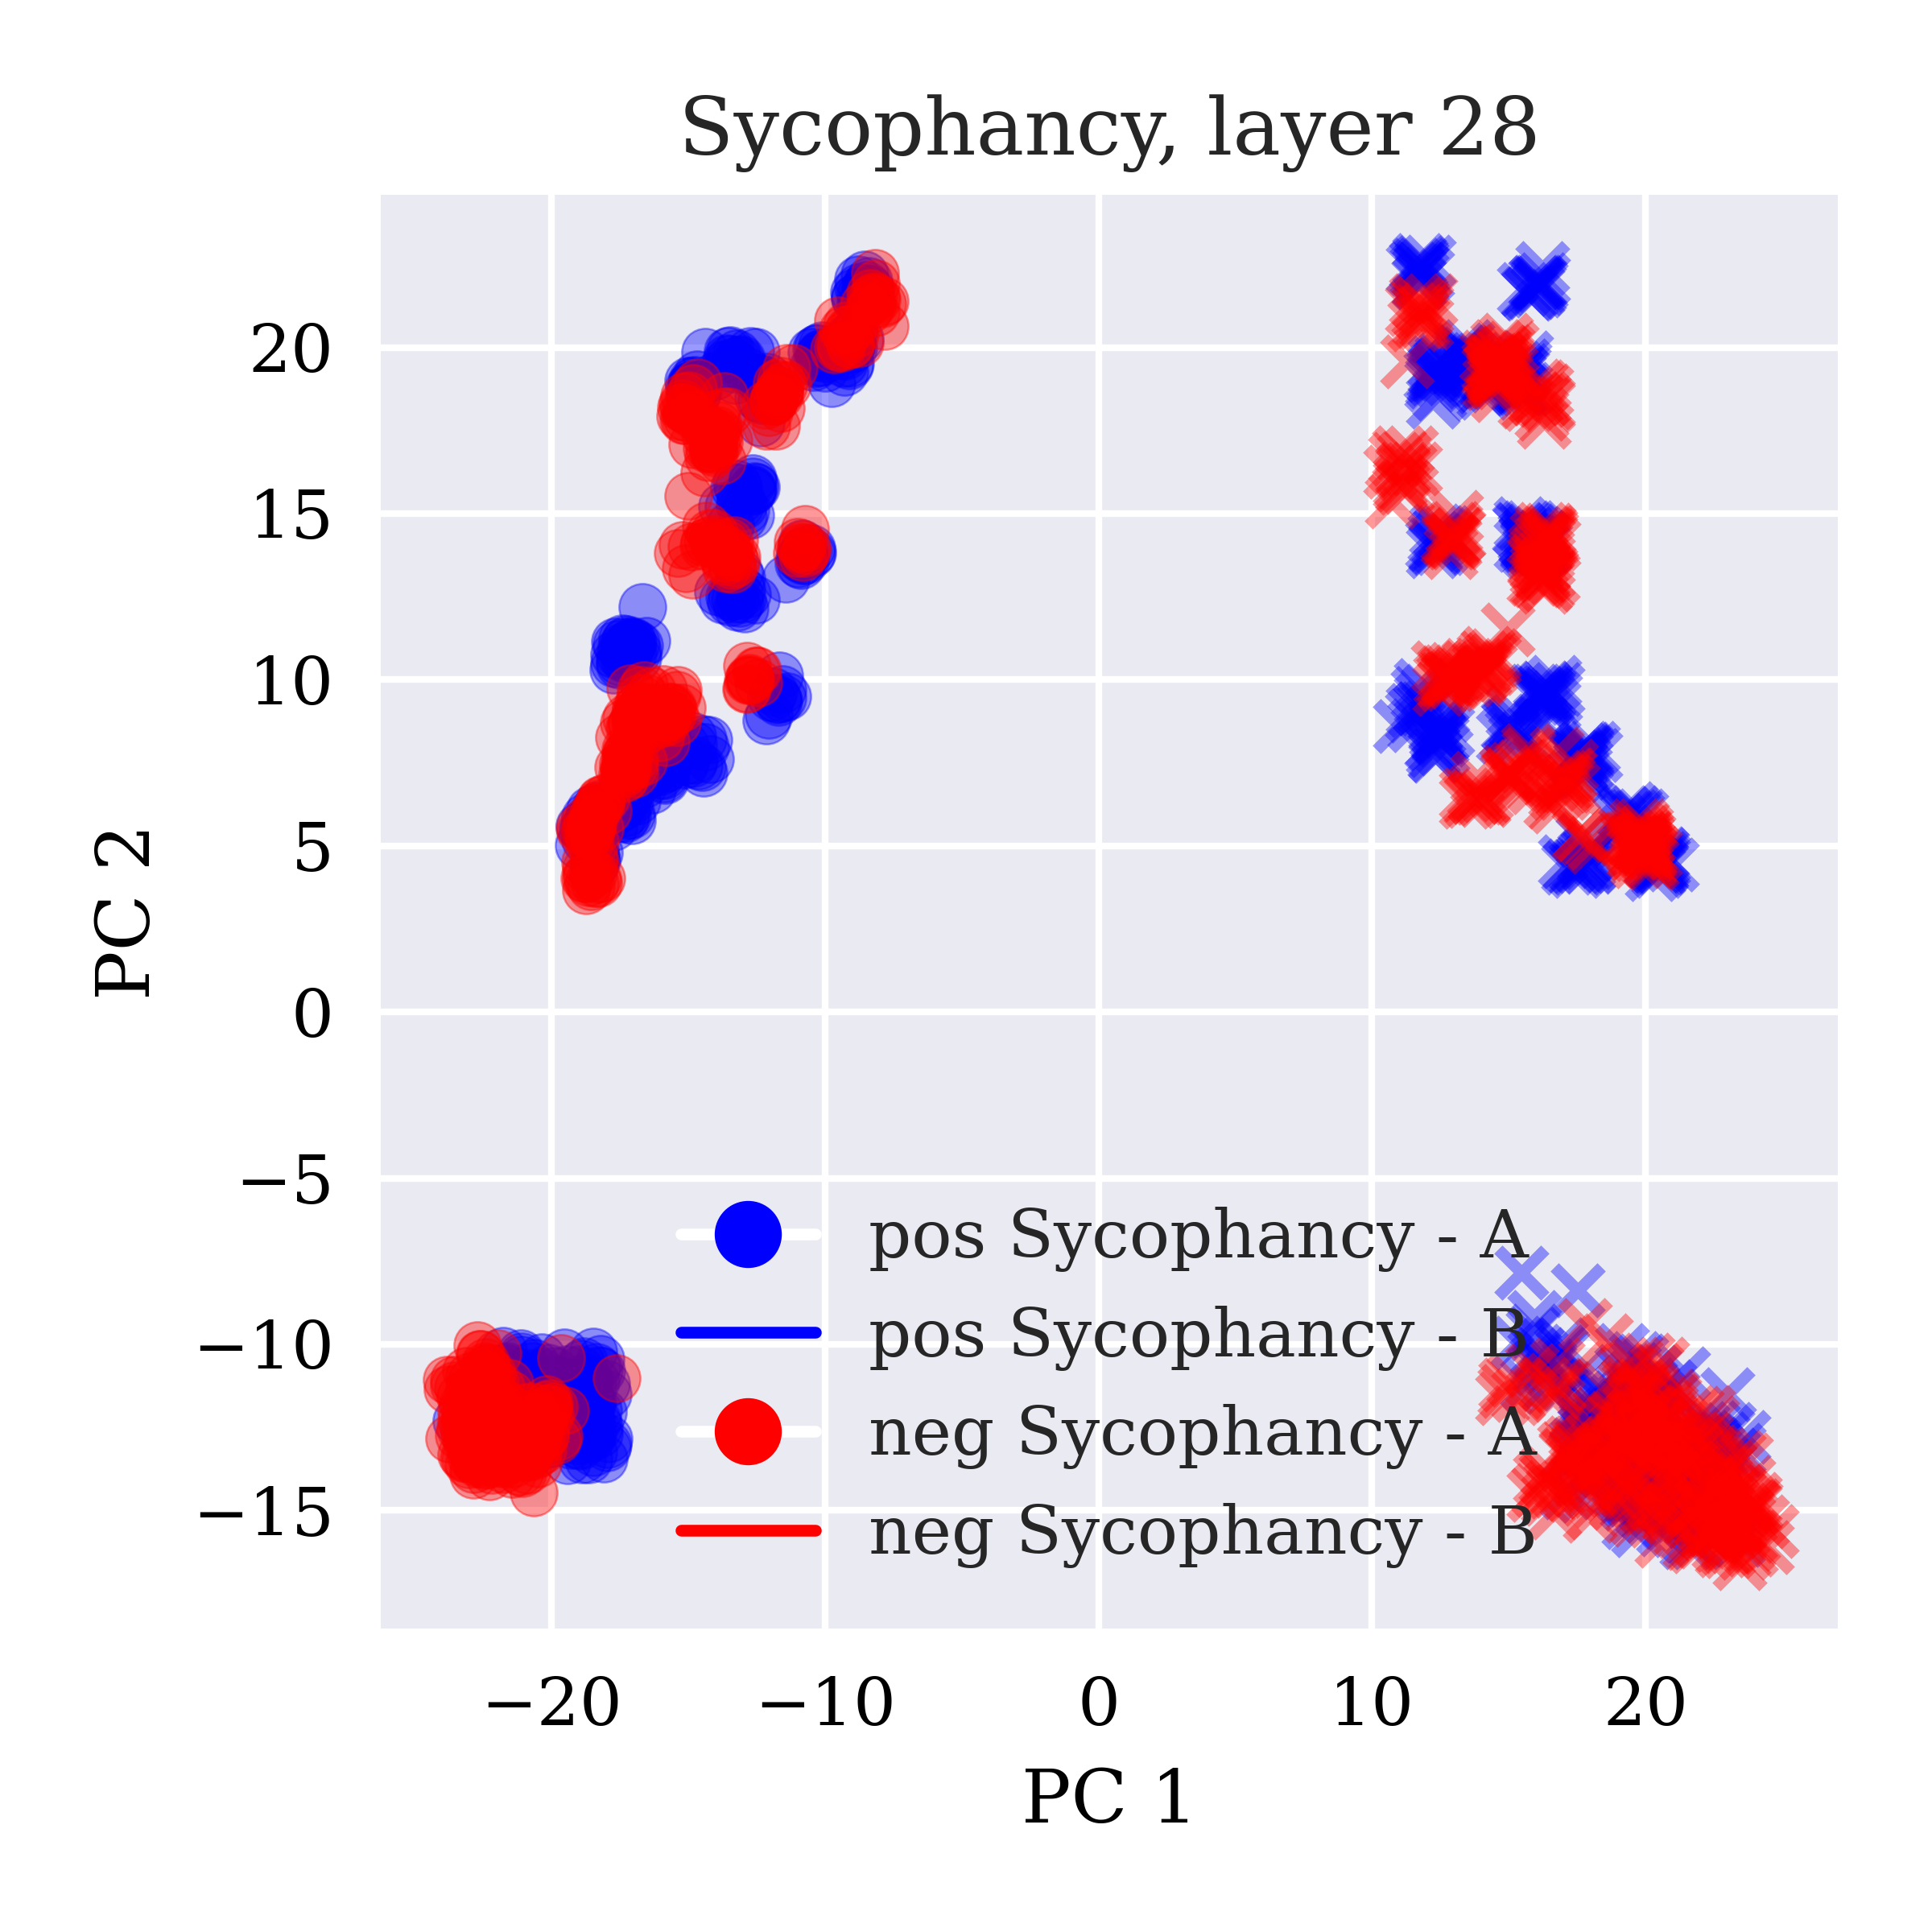 Sycophancy, layer 28
20
15
10
5
0
−5
−10
−15
PC 2
pos Sycophancy - A
pos Sycophancy - B
neg Sycophancy - A
neg Sycophancy - B
−20 −10 0 10 20
PC 1